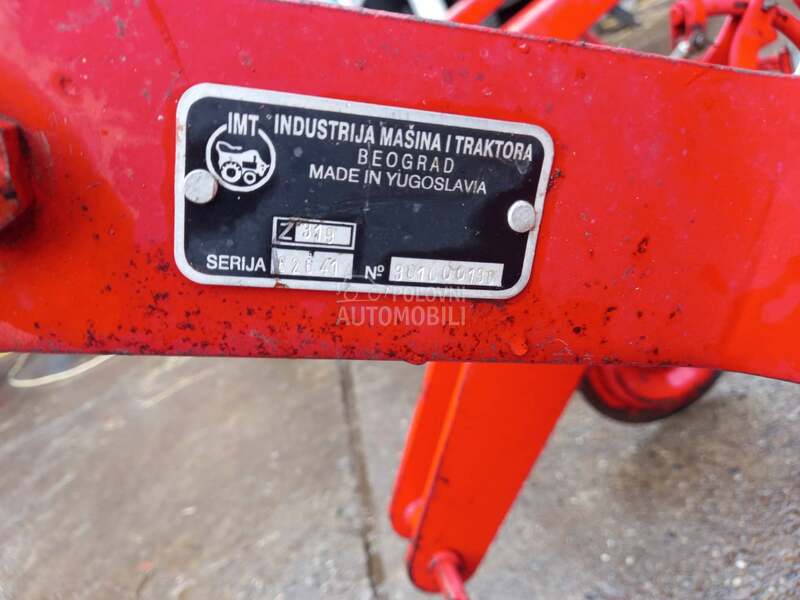 IMT INDUSTRIJA MAŠINA I TRAKTORA
BEOGRAD
MADE IN YUGOSLAVIA
Z 319
SERIJA Nº
POLOVNI
AUTOMOBILI